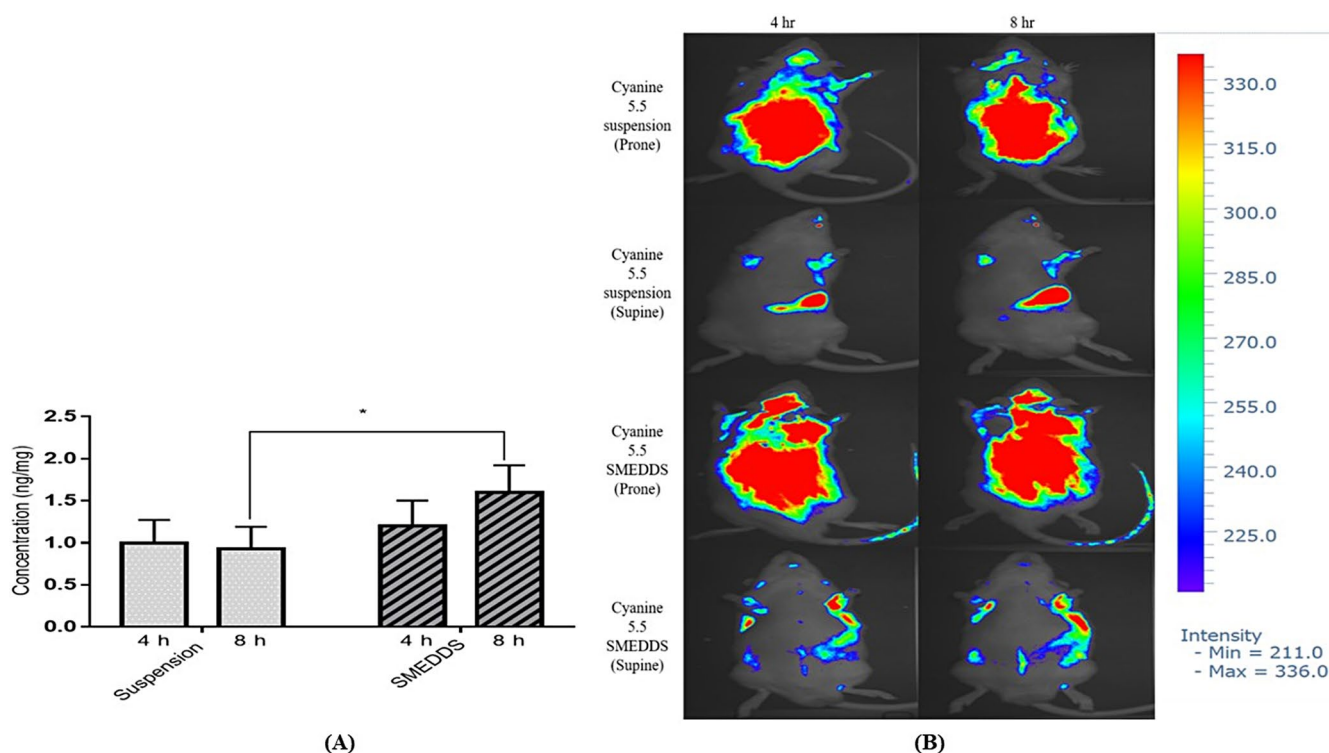 4 hr
8 hr
Cyanine
5.5
suspension
(Prone)
Cyanine
5.5
suspension
(Supine)
Cyanine
5.5
SMEDDS
(Prone)
Cyanine
5.5
SMEDDS
(Supine)
330.0
315.0
300.0
285.0
270.0
255.0
240.0
225.0
Intensity
- Min = 211.0
- Max = 336.0
Concentration (ng/mg)
2.5
2.0
1.5
1.0
0.5
0.0
*
4 h
8 h
4 h
8 h
Suspension
SMEDDS
(A)
(B)